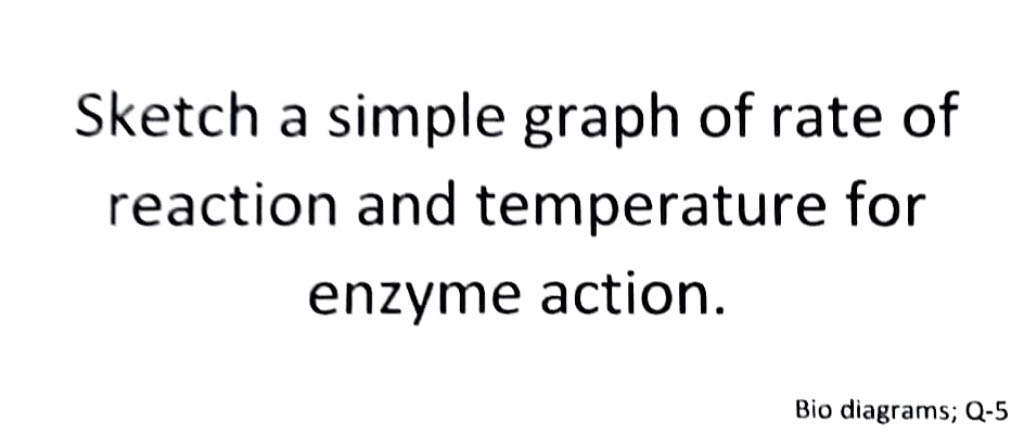 Sketch a simple graph of rate of
reaction and temperature for
enzyme action.
Bio diagrams; Q-5